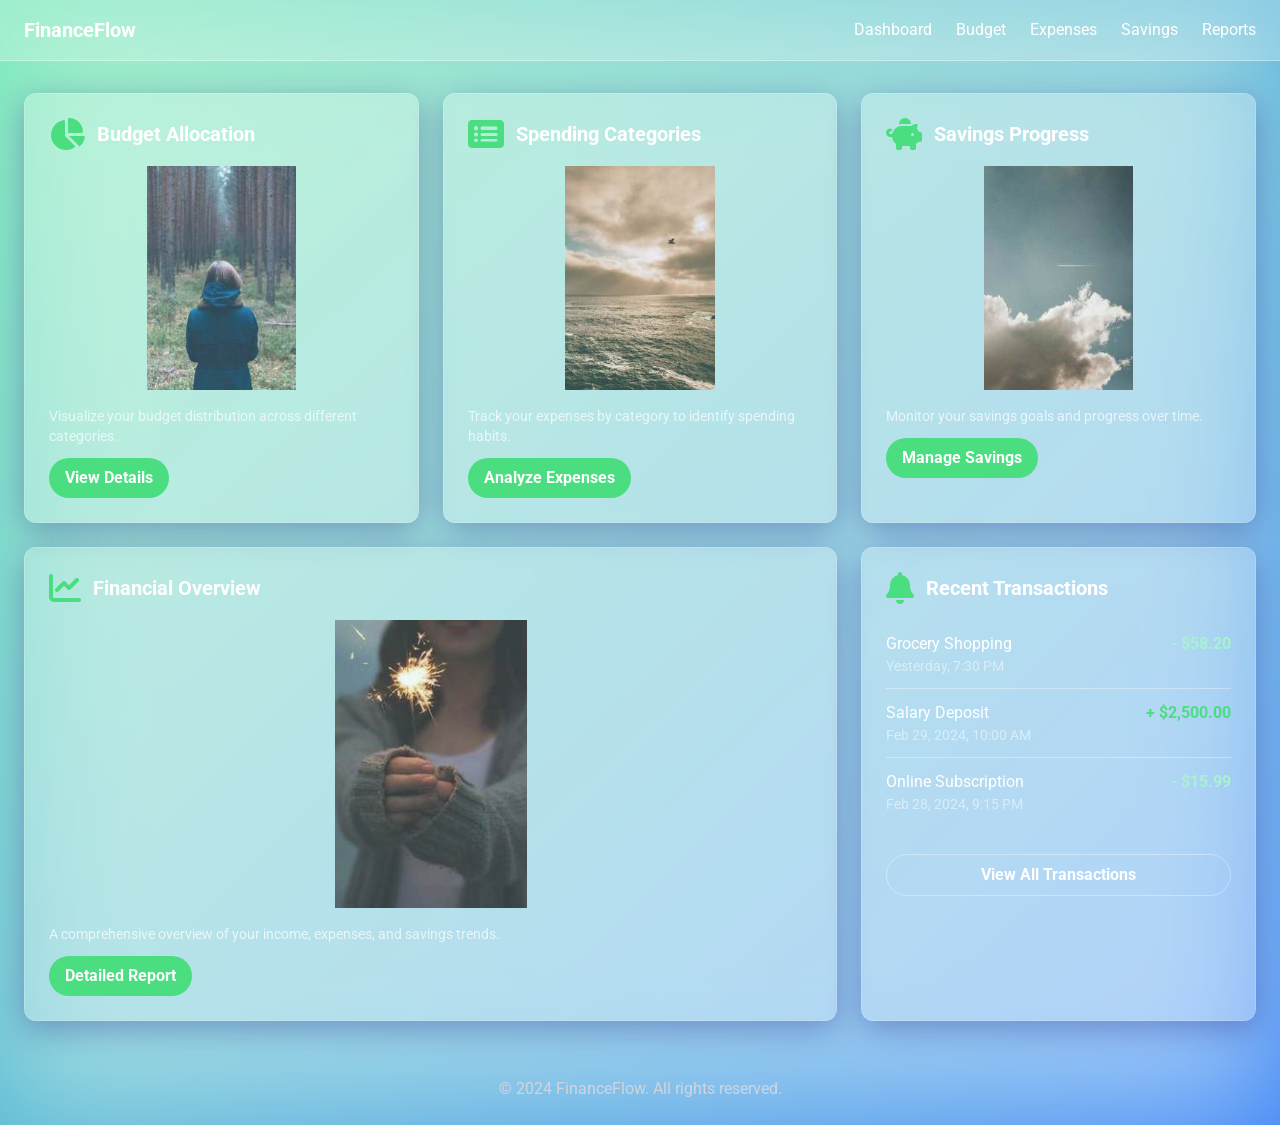 FinanceFlow
Dashboard
Budget
Expenses
Savings
Reports
Budget Allocation
Visualize your budget distribution across different
categories.
View Details
Spending Categories
Track your expenses by category to identify spending
habits.
Analyze Expenses
Savings Progress
Monitor your savings goals and progress over time.
Manage Savings
Financial Overview
A comprehensive overview of your income, expenses, and savings trends.
Detailed Report
Recent Transactions
Grocery Shopping
- $58.20
Yesterday, 7:30 PM
Salary Deposit
+ $2,500.00
Feb 29, 2024, 10:00 AM
Online Subscription
- $15.99
Feb 28, 2024, 9:15 PM
View All Transactions
© 2024 FinanceFlow. All rights reserved.